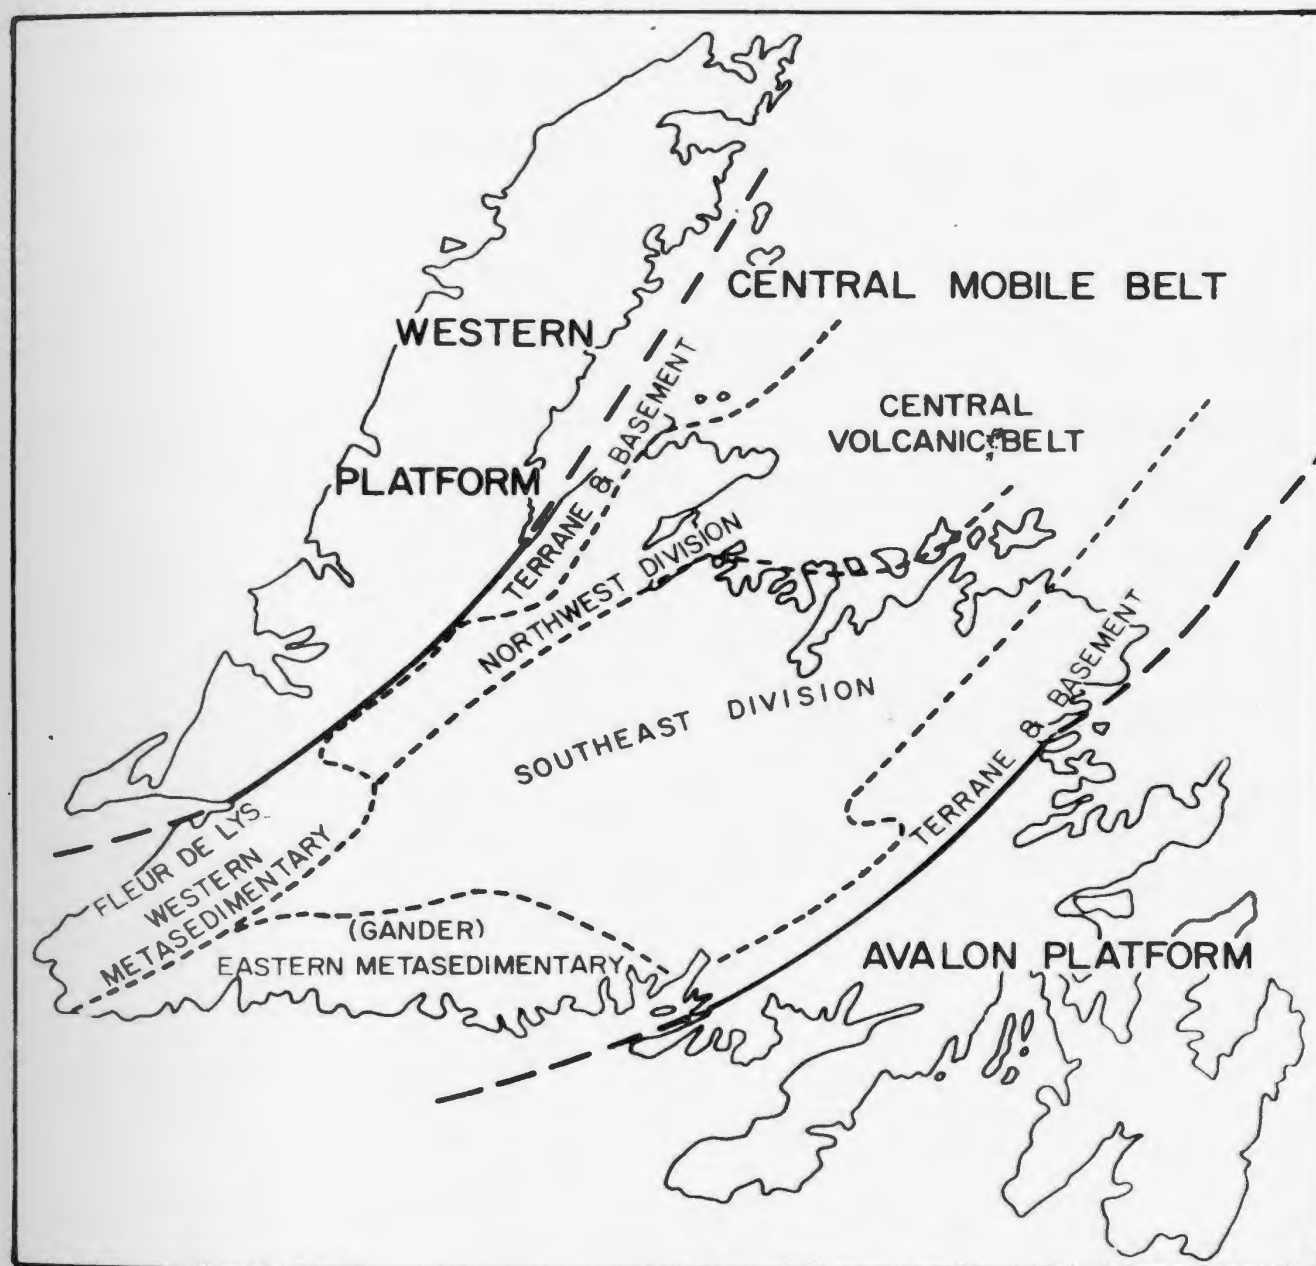 CENTRAL MOBILE BELT
WESTERN
PLATFORM
CENTRAL
VOLCANIC BELT
TERRANE & BASEMENT
NORTHWEST DIVISION
SOUTHEAST DIVISION
TERRANE & BASEMENT
FLEUR DE LYS
WESTERN
METASEDIMENTARY
(GANDER)
EASTERN METASEDIMENTARY
AVALON PLATFORM